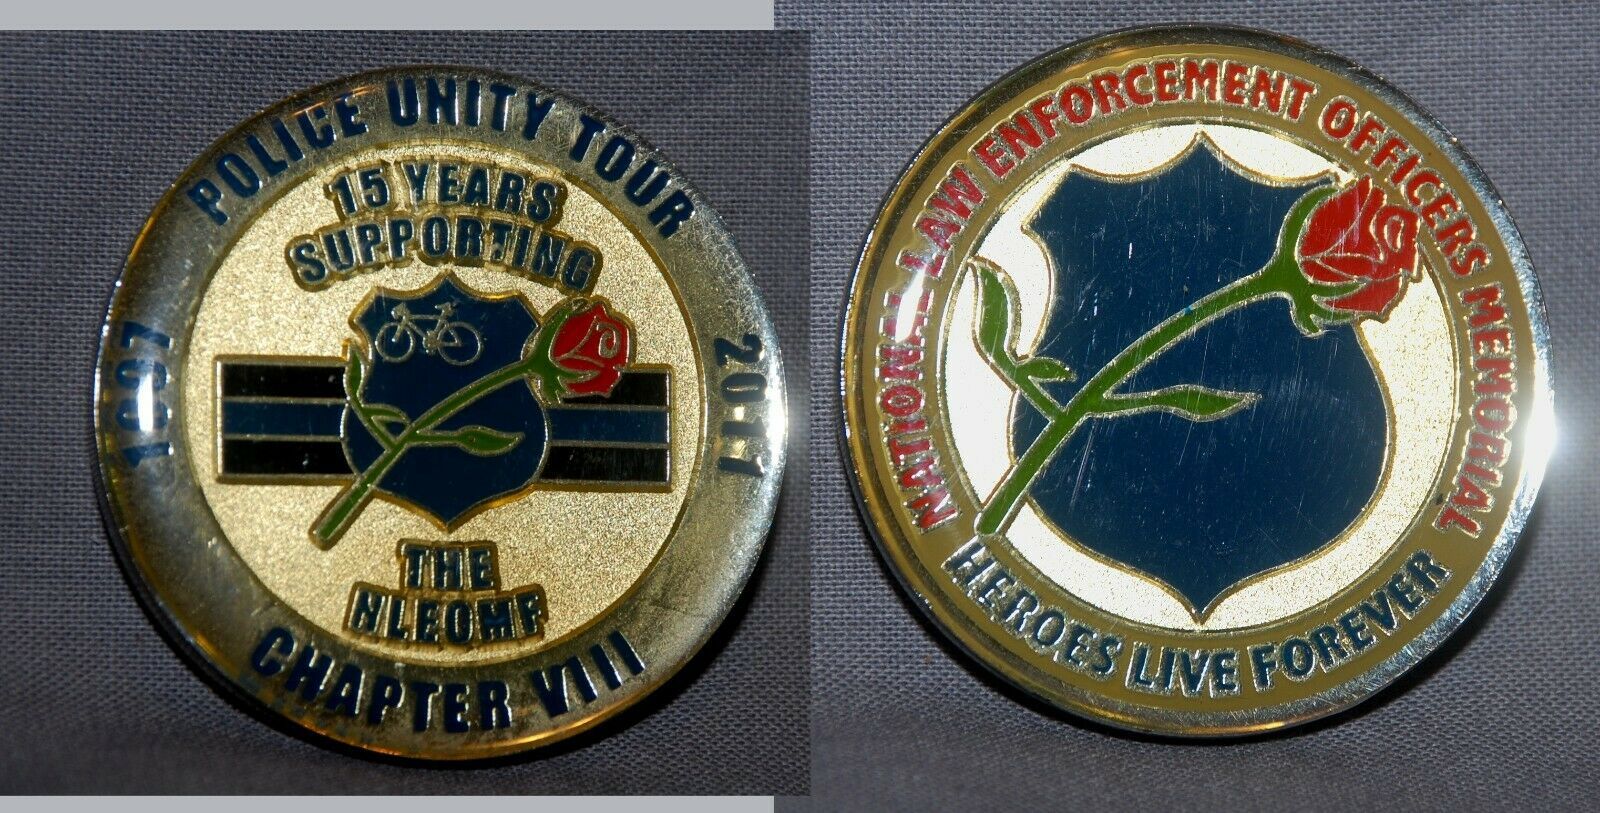 POLICE UNITY TOUR
15 YEARS
SUPPORTING
1997
2011
THE
NLEOMF
CHAPTER VIII
NATIONAL LAW ENFORCEMENT OFFICERS MEMORIAL
HEROES LIVE FOREVER